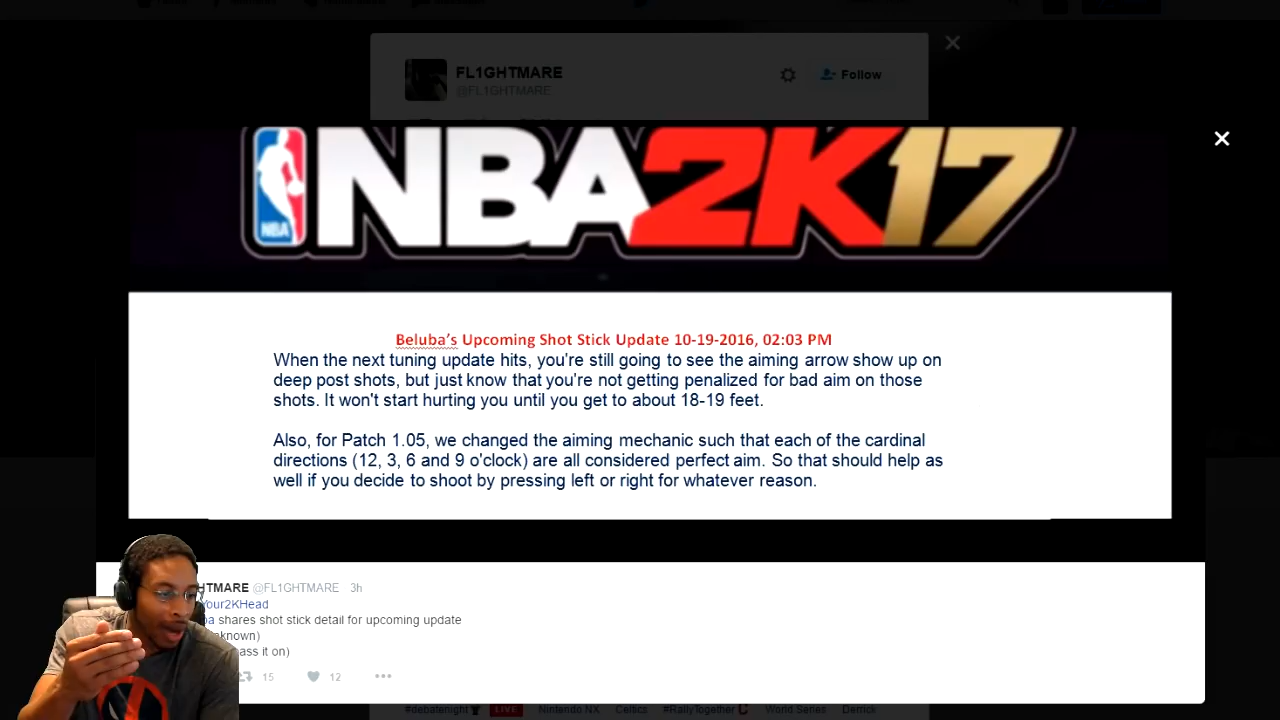 FL1GHTMARE
@FL1GHTMARE
Follow
NBA 2K17
NBA
Beluba's Upcoming Shot Stick Update 10-19-2016, 02:03 PM
When the next tuning update hits, you're still going to see the aiming arrow show up on
deep post shots, but just know that you're not getting penalized for bad aim on those
shots. It won't start hurting you until you get to about 18-19 feet.
Also, for Patch 1.05, we changed the aiming mechanic such that each of the cardinal
directions (12, 3, 6 and 9 o'clock) are all considered perfect aim. So that should help as
well if you decide to shoot by pressing left or right for whatever reason.
HTMARE @FL1GHTMARE 3h
Your2KHead
shares shot stick detail for upcoming update
ass it on)
15 12
#debatenight LIVE Nintendo NX Celtics #RallyTogether World Series Derrick